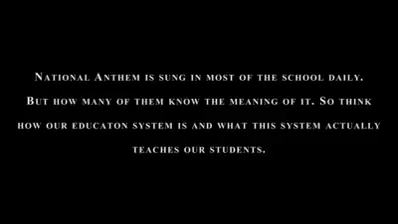 National Anthem is sung in most of the school daily.
But how many of them know the meaning of it. So think
how our educaton system is and what this system actually
teaches our students.